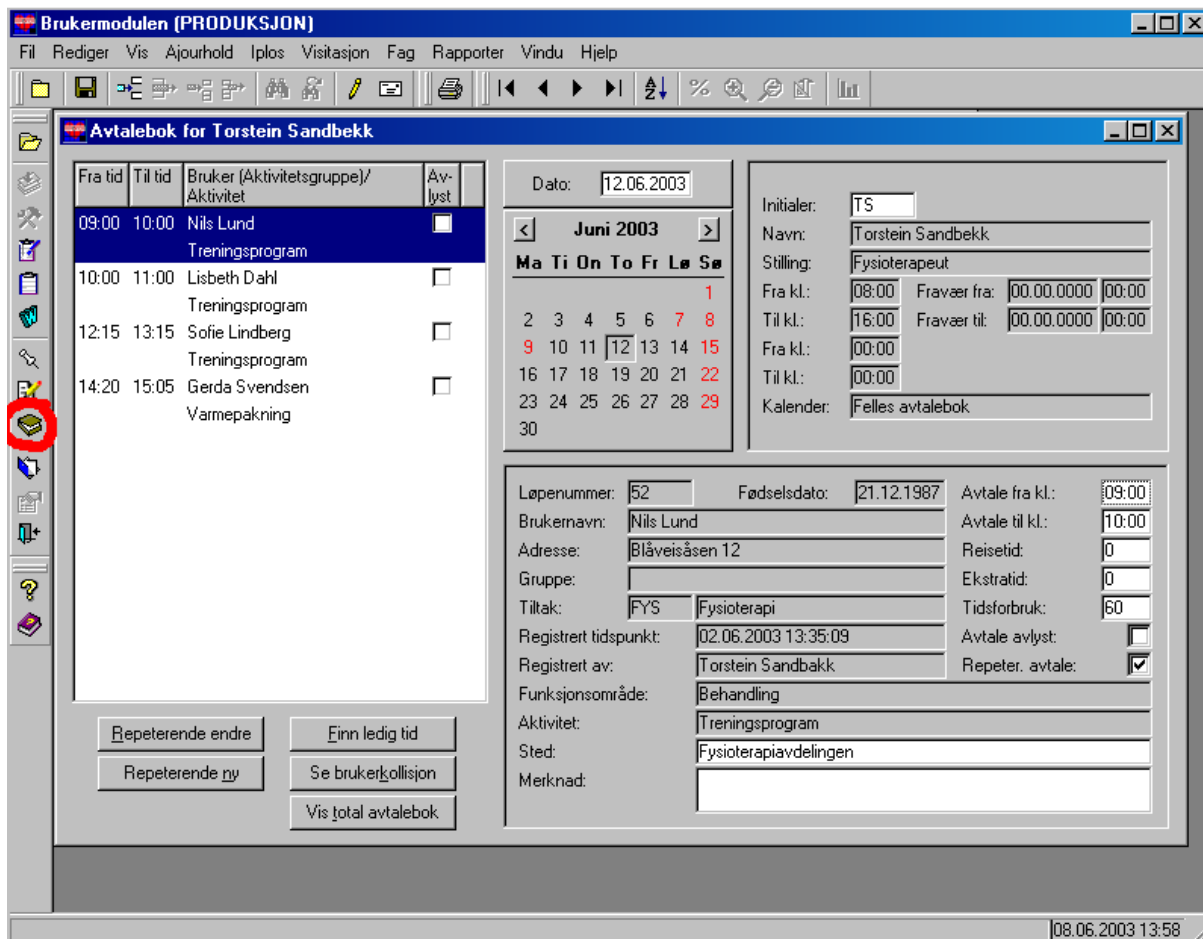 Brukermodulen (PRODUKSJON)
Fil Rediger Vis Ajourhold Iplos Visitasjon Fag Rapporter Vindu Hjelp
Avtalebok for Torstein Sandbekk
Fra tid Til tid Bruker (Aktivitetsgruppe)/ Aktivitet Av-lyst
09:00 10:00 Nils Lund
Treningsprogram
10:00 11:00 Lisbeth Dahl
Treningsprogram
12:15 13:15 Sofie Lindberg
Treningsprogram
14:20 15:05 Gerda Svendsen
Varmepakning
Repeterende endre
Finn ledig tid
Repeterende ny
Se brukerkollisjon
Vis total avtalebok
Dato: 12.06.2003
< Juni 2003 >
Ma Ti On To Fr Lø Sø
1
2 3 4 5 6 7 8
9 10 11 12 13 14 15
16 17 18 19 20 21 22
23 24 25 26 27 28 29
30
Initialer: TS
Navn: Torstein Sandbekk
Stilling: Fysioterapeut
Fra kl.: 08:00 Fravær fra: 00.00.0000 00:00
Til kl.: 16:00 Fravær til: 00.00.0000 00:00
Fra kl.: 00:00
Til kl.: 00:00
Kalender: Felles avtalebok
Løpenummer: 52 Fødselsdato: 21.12.1987 Avtale fra kl.: 09:00
Brukernavn: Nils Lund Avtale til kl.: 10:00
Adresse: Blåveisåsen 12 Reisetid: 0
Gruppe: Ekstratid: 0
Tiltak: FYS Fysioterapi Tidsforbruk: 60
Registrert tidspunkt: 02.06.2003 13:35:09 Avtale avlyst:
Registrert av: Torstein Sandbakk Repeter. avtale:
Funksjonsområde: Behandling
Aktivitet: Treningsprogram
Sted: Fysioterapiavdelingen
Merknad:
08.06.2003 13:58